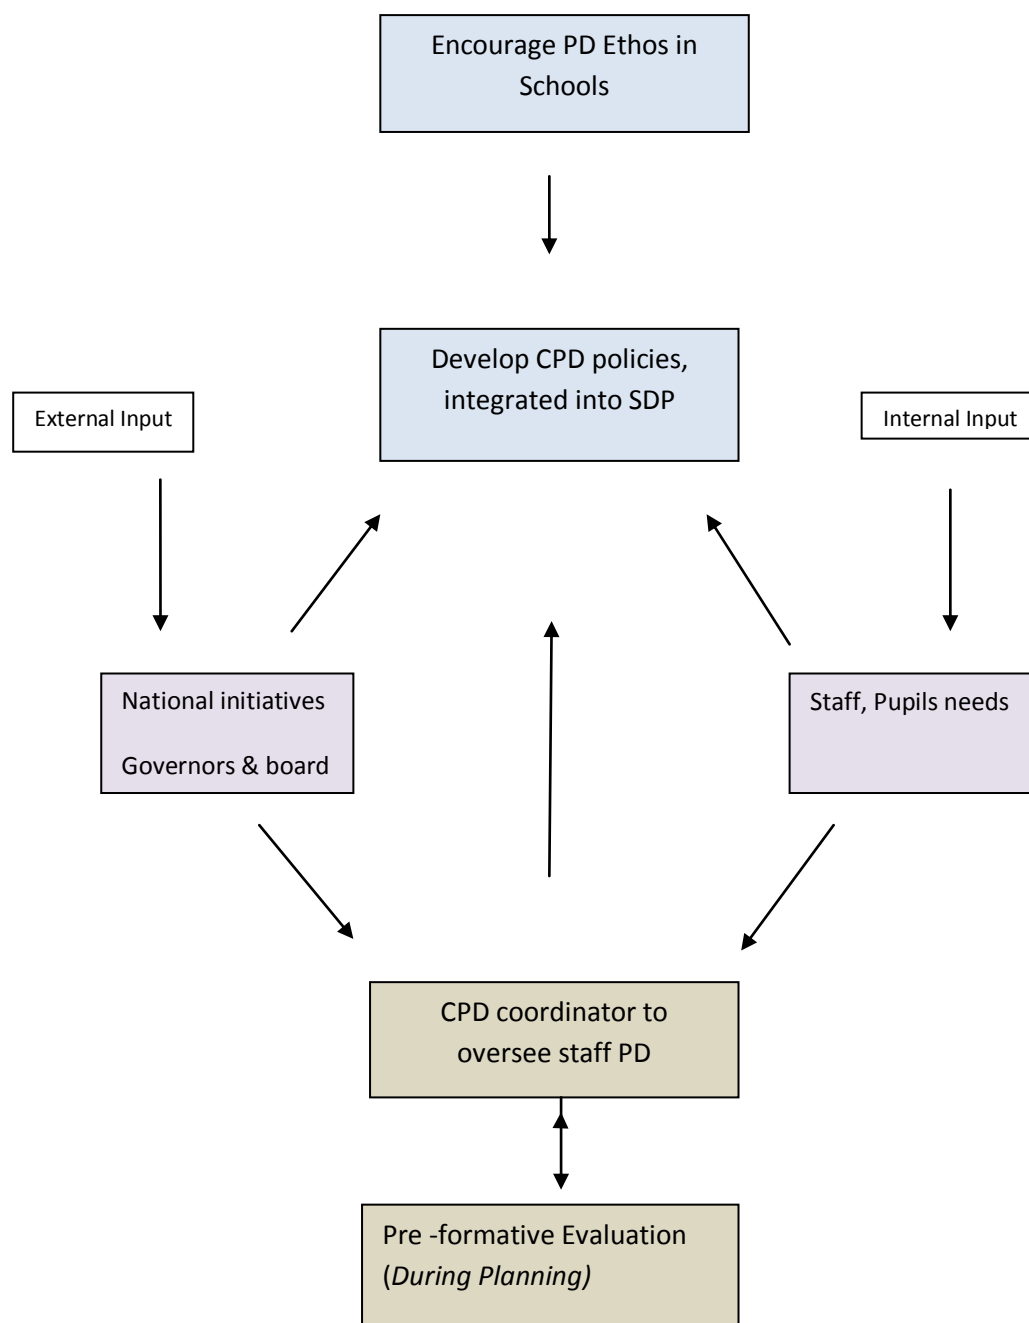 Encourage PD Ethos in
Schools
Develop CPD policies,
integrated into SDP
External Input
Internal Input
National initiatives
Governors & board
Staff, Pupils needs
CPD coordinator to
oversee staff PD
Pre -formative Evaluation
(During Planning)